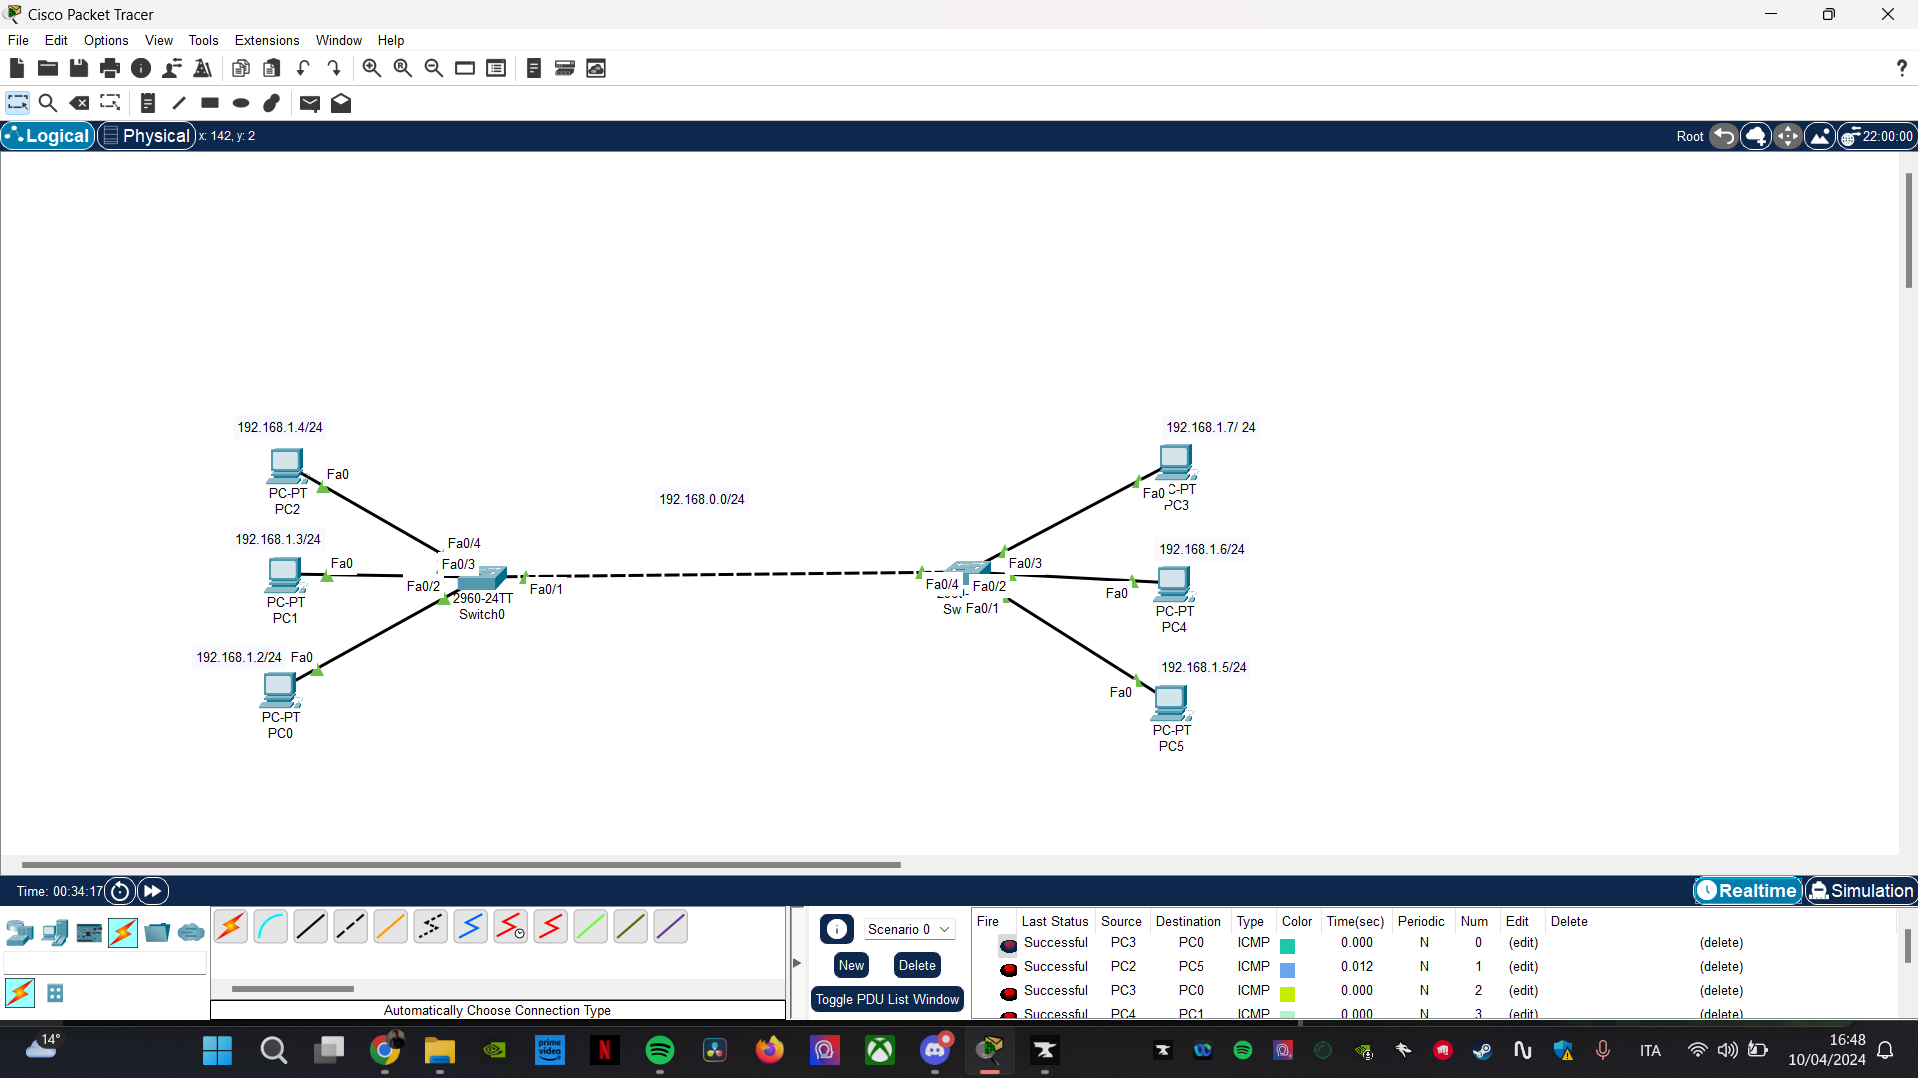 Cisco Packet Tracer
File Edit Options View Tools Extensions Window Help
?
Logical Physical x: 142, y: 2 Root 22:00:00
192.168.1.4/24
Fa0
PC-PT
PC2
192.168.1.3/24
Fa0
PC-PT
PC1
192.168.1.2/24 Fa0
PC-PT
PC0
Fa0/4
Fa0/3
Fa0/2
Fa0/1
2960-24TT
Switch0
192.168.0.0/24
Fa0/3
Fa0/4 Fa0/2
Sw Fa0/1
192.168.1.7/ 24
Fa0 C-PT
PC3
192.168.1.6/24
Fa0
PC-PT
PC4
192.168.1.5/24
Fa0
PC-PT
PC5
Time: 00:34:17 Realtime Simulation
Automatically Choose Connection Type
Scenario 0
New Delete
Toggle PDU List Window
Fire Last Status Source Destination Type Color Time(sec) Periodic Num Edit Delete
Successful PC3 PC0 ICMP 0.000 N 0 (edit) (delete)
Successful PC2 PC5 ICMP 0.012 N 1 (edit) (delete)
Successful PC3 PC0 ICMP 0.000 N 2 (edit) (delete)
Successful PC4 PC1 ICMP 0.000 N 3 (edit) (delete)
14°
prime video
N
ITA
16:48
10/04/2024